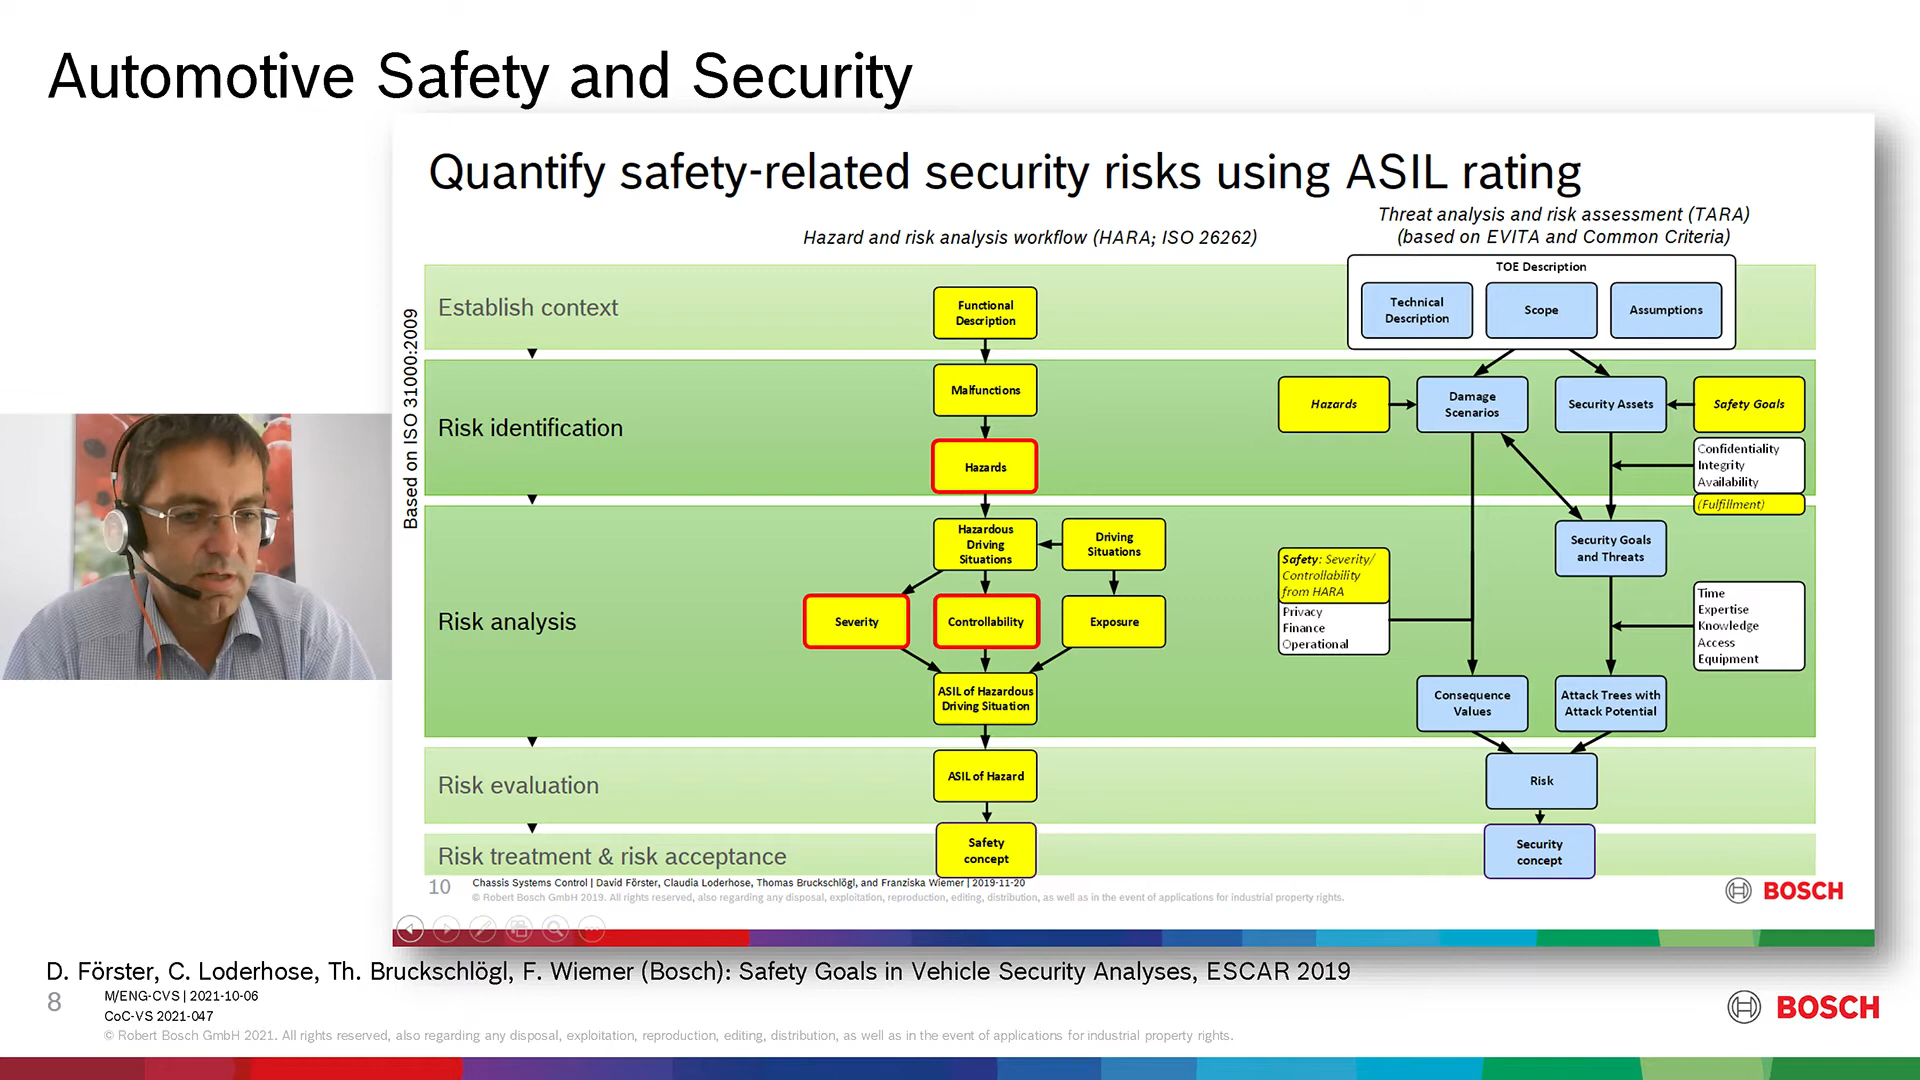 Automotive Safety and Security
Quantify safety-related security risks using ASIL rating
Hazard and risk analysis workflow (HARA; ISO 26262)
Threat analysis and risk assessment (TARA)
(based on EVITA and Common Criteria)
Based on ISO 31000:2009
Establish context
Functional
Description
TOE Description
Technical
Description
Scope
Assumptions
Risk identification
Malfunctions
Hazards
Hazards
Damage
Scenarios
Security Assets
Safety Goals
Confidentiality
Integrity
Availability
(Fulfillment)
Risk analysis
Hazardous
Driving
Situations
Driving
Situations
Severity
Controllability
Exposure
ASIL of Hazardous
Driving Situation
Safety: Severity/
Controllability
from HARA
Privacy
Finance
Operational
Security Goals
and Threats
Time
Expertise
Knowledge
Access
Equipment
Consequence
Values
Attack Trees with
Attack Potential
Risk evaluation
ASIL of Hazard
Risk
Risk treatment & risk acceptance
Safety
concept
Security
concept
10
Chassis Systems Control | David Förster, Claudia Loderhose, Thomas Bruckschlögl, and Franziska Wiemer | 2019-11-20
© Robert Bosch GmbH 2019. All rights reserved, also regarding any disposal, exploitation, reproduction, editing, distribution, as well as in the event of applications for industrial property rights.
BOSCH
D. Förster, C. Loderhose, Th. Bruckschlögl, F. Wiemer (Bosch): Safety Goals in Vehicle Security Analyses, ESCAR 2019
8
M/ENG-CVS | 2021-10-06
CoC-VS 2021-047
© Robert Bosch GmbH 2021. All rights reserved, also regarding any disposal, exploitation, reproduction, editing, distribution, as well as in the event of applications for industrial property rights.
BOSCH